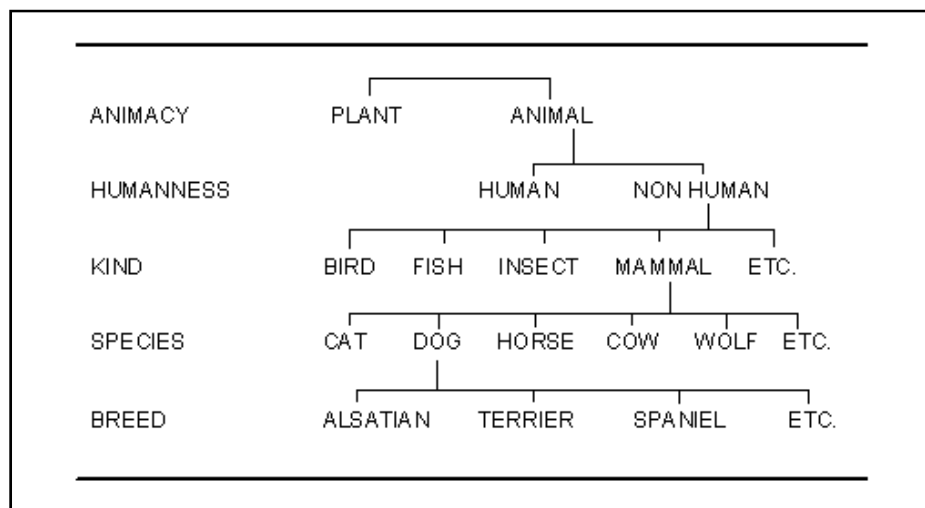 ANIMACY PLANT ANIMAL
HUMANNESS HUMAN NON HUMAN
KIND BIRD FISH INSECT MAMMAL ETC.
SPECIES CAT DOG HORSE COW WOLF ETC.
BREED ALSATIAN TERRIER SPANIEL ETC.